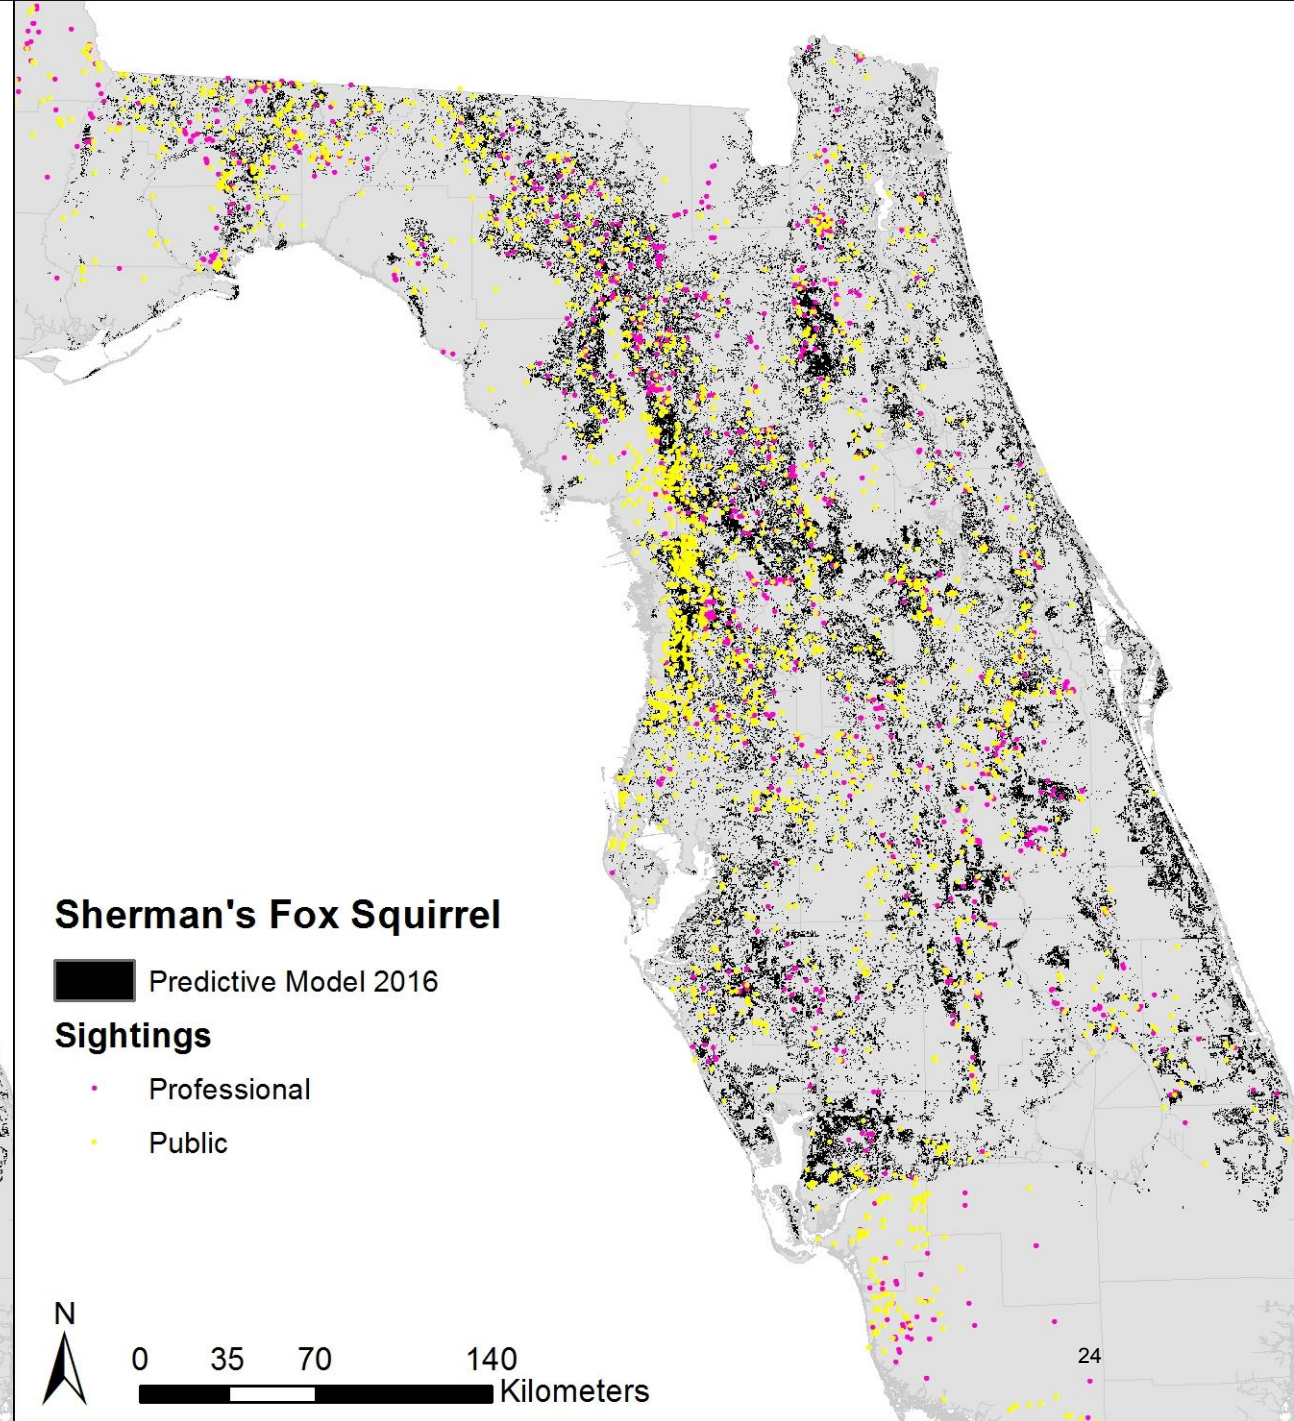 Sherman's Fox Squirrel
Predictive Model 2016
Sightings
Professional
Public
N
0 35 70 140
Kilometers
24